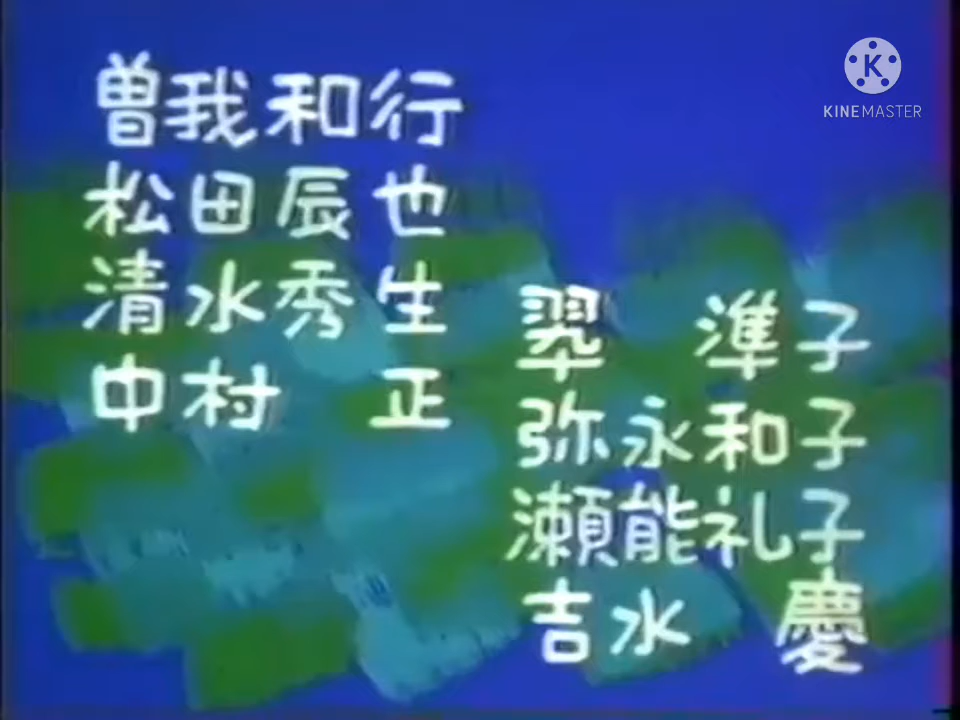 曽我和行
松田辰也
清水秀生
中村 正
翠 準子
弥永和子
瀬能礼子
吉水 慶
KINEMASTER